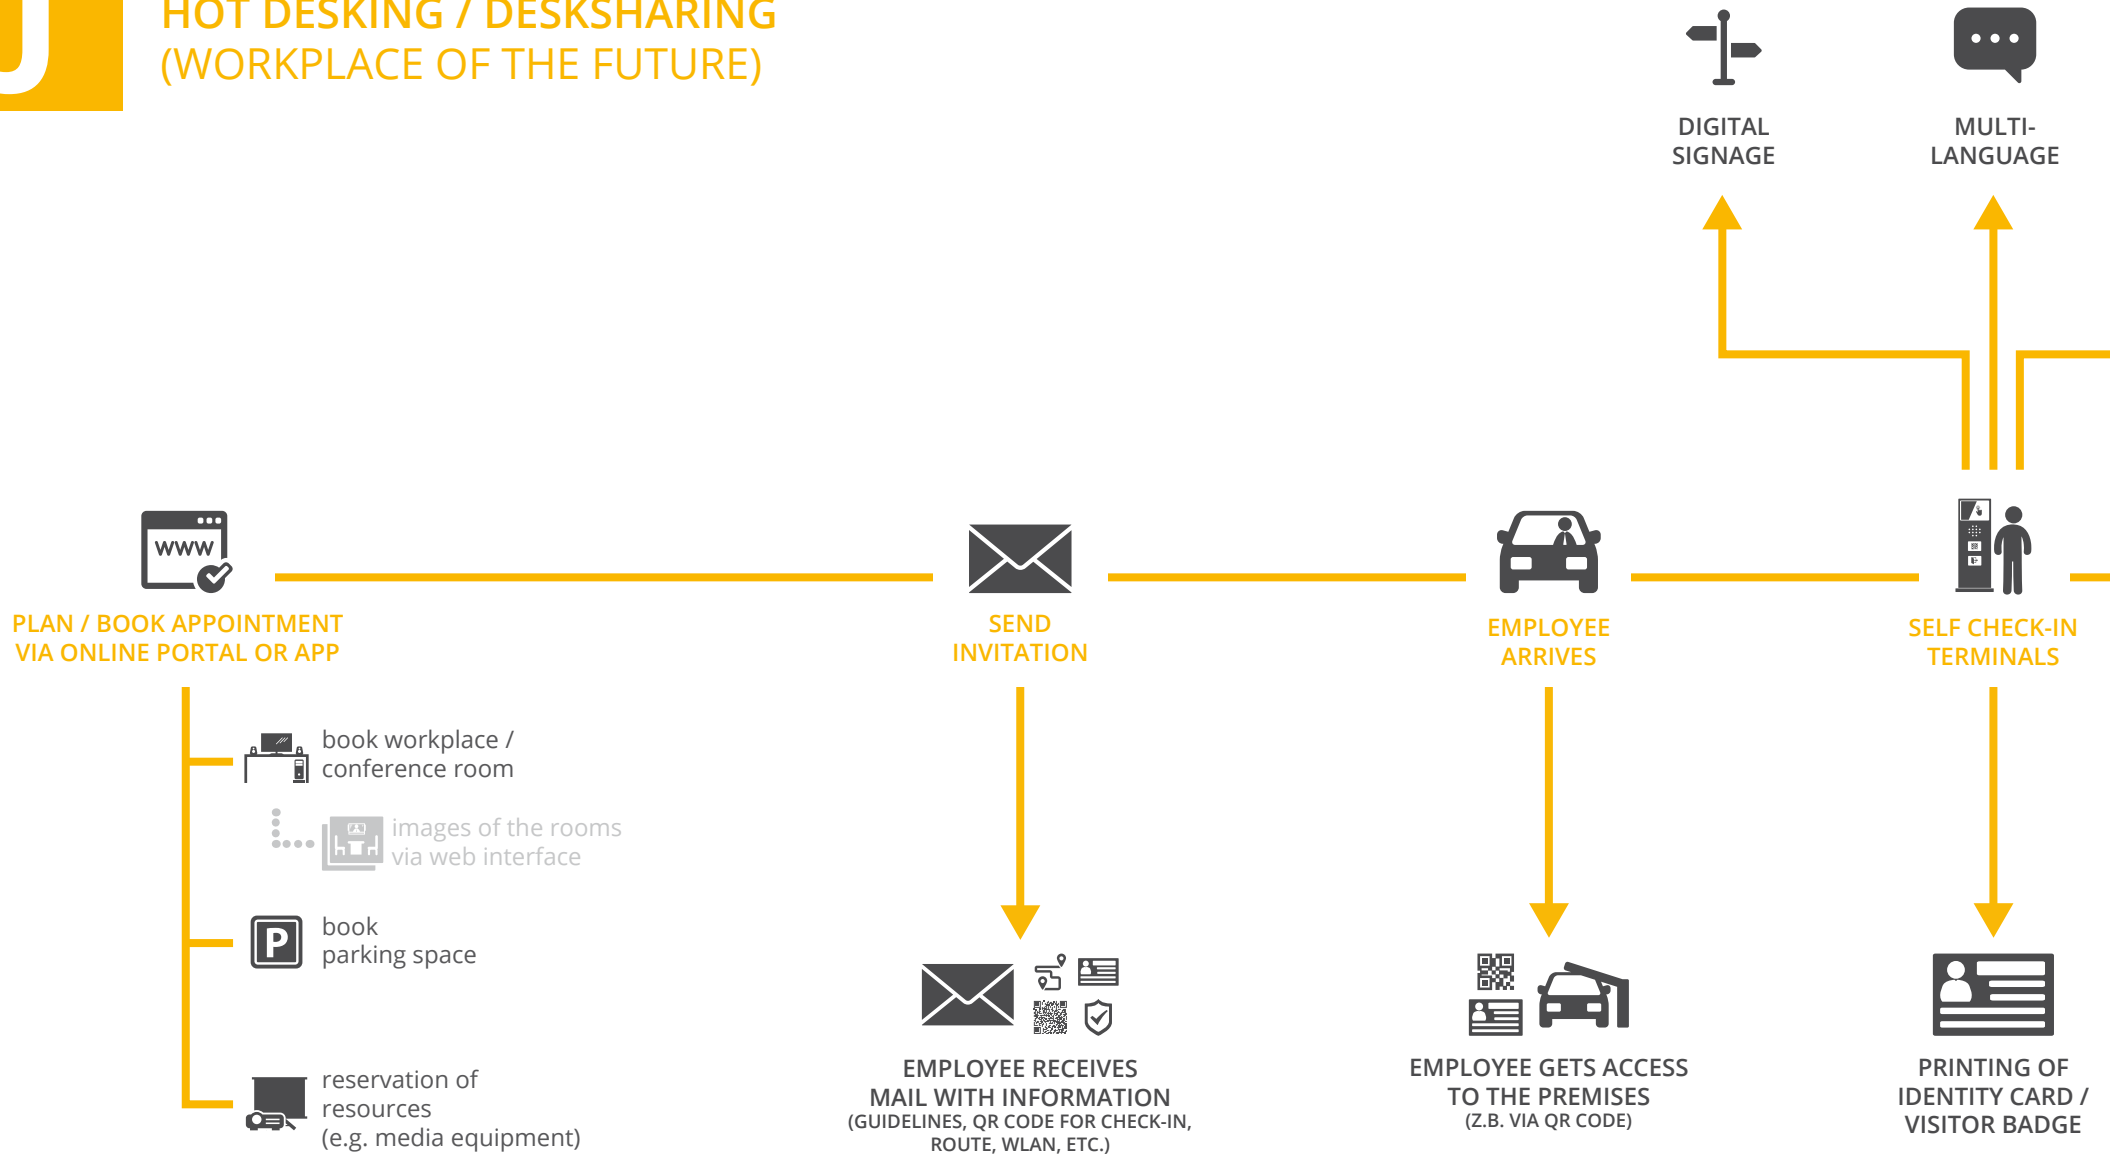 HOT DESKING / DESKSHARING
(WORKPLACE OF THE FUTURE)
DIGITAL
SIGNAGE
MULTI-
LANGUAGE
www
PLAN / BOOK APPOINTMENT
VIA ONLINE PORTAL OR APP
SEND
INVITATION
EMPLOYEE
ARRIVES
SELF CHECK-IN
TERMINALS
book workplace /
conference room
images of the rooms
via web interface
P
book
parking space
reservation of
resources
(e.g. media equipment)
EMPLOYEE RECEIVES
MAIL WITH INFORMATION
(GUIDELINES, QR CODE FOR CHECK-IN,
ROUTE, WLAN, ETC.)
EMPLOYEE GETS ACCESS
TO THE PREMISES
(Z.B. VIA QR CODE)
PRINTING OF
IDENTITY CARD /
VISITOR BADGE